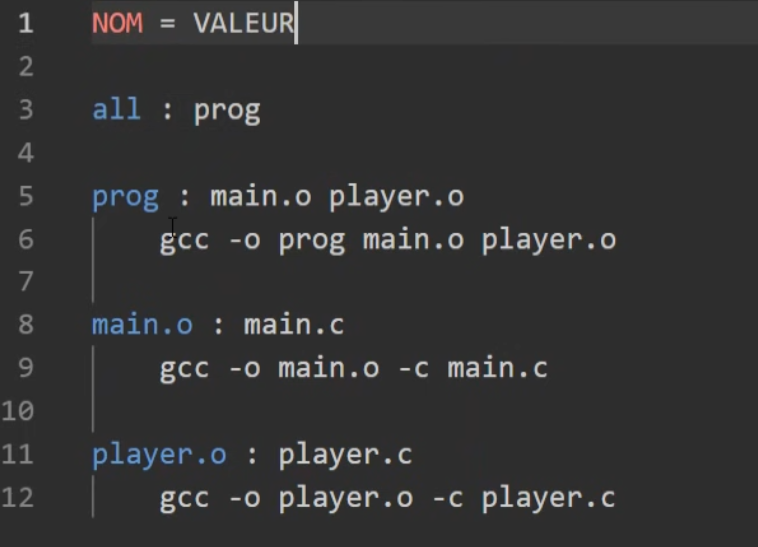 1 NOM = VALEUR
2
3 all : prog
4
5 prog : main.o player.o
6 gcc -o prog main.o player.o
7
8 main.o : main.c
9 gcc -o main.o -c main.c
10
11 player.o : player.c
12 gcc -o player.o -c player.c